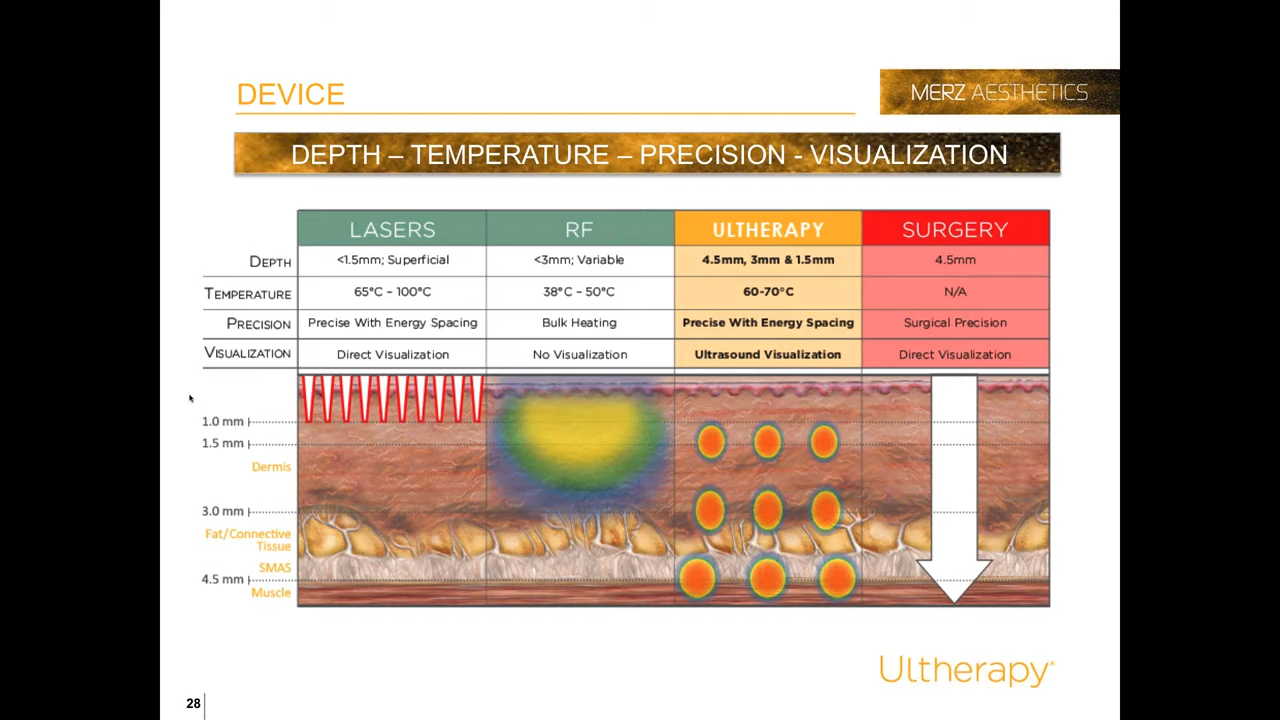 DEVICE
MERZ AESTHETICS
DEPTH – TEMPERATURE – PRECISION - VISUALIZATION
LASERS RF ULTHERAPY SURGERY
DEPTH <1.5mm; Superficial <3mm; Variable 4.5mm, 3mm & 1.5mm 4.5mm
TEMPERATURE 65°C – 100°C 38°C – 50°C 60-70°C N/A
PRECISION Precise With Energy Spacing Bulk Heating Precise With Energy Spacing Surgical Precision
VISUALIZATION Direct Visualization No Visualization Ultrasound Visualization Direct Visualization
1.0 mm
1.5 mm
Dermis
3.0 mm
Fat/Connective
Tissue
SMAS
4.5 mm
Muscle
Ultherapy®
28